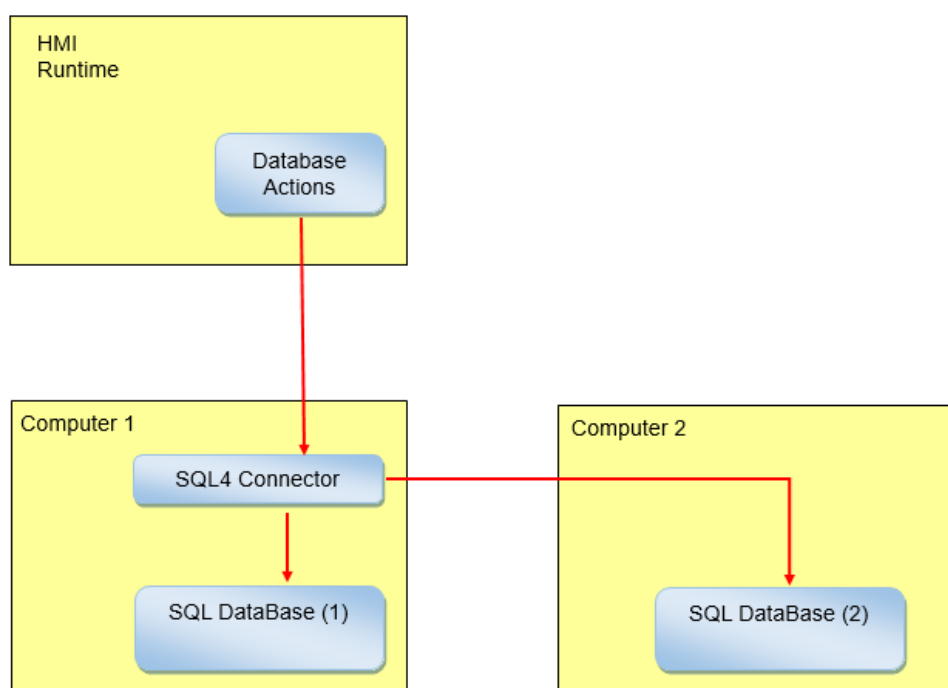 HMI
Runtime
Database
Actions
Computer 1
SQL4 Connector
SQL DataBase (1)
Computer 2
SQL DataBase (2)